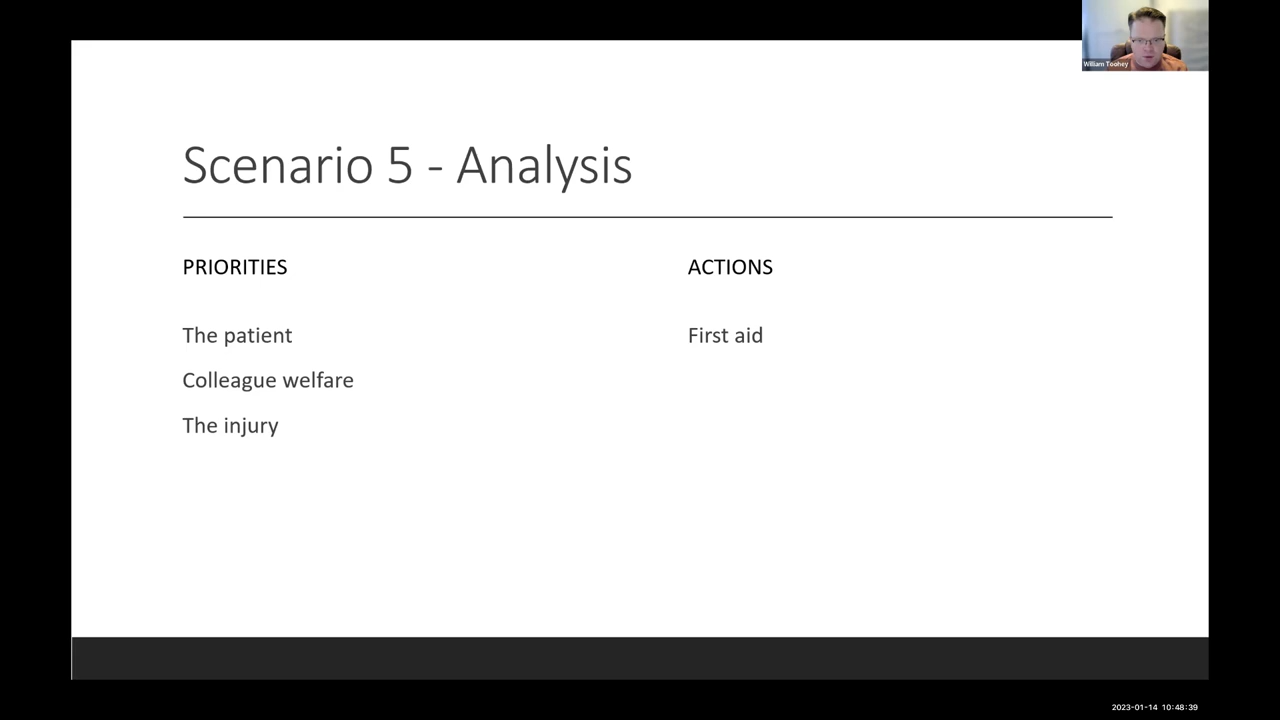 William Toohey
Scenario 5 - Analysis
PRIORITIES
The patient
Colleague welfare
The injury
ACTIONS
First aid
2023-01-14 10:48:39